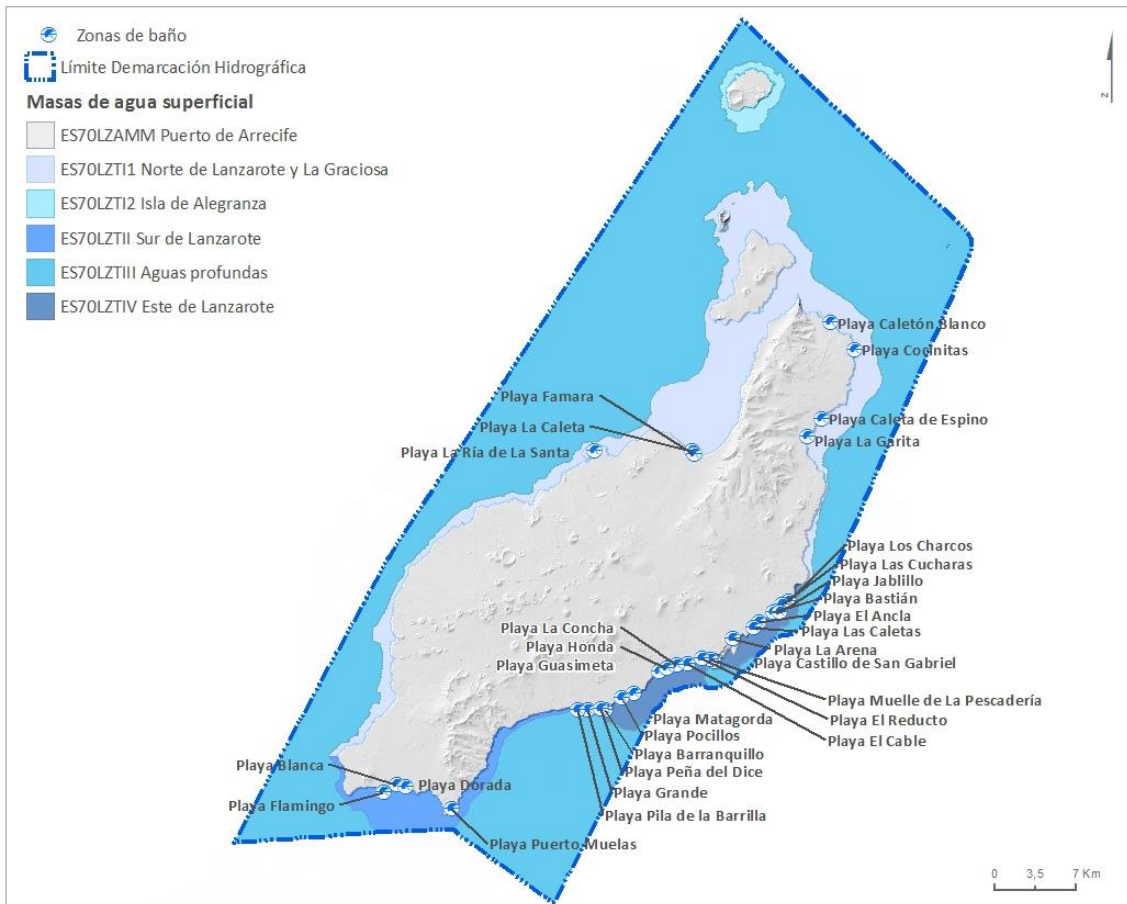 Zonas de baño
Límite Demarcación Hidrográfica
Masas de agua superficial
ES70LZAMM Puerto de Arrecife
ES70LZTI1 Norte de Lanzarote y La Graciosa
ES70LZTI2 Isla de Alegranza
ES70LZTII Sur de Lanzarote
ES70LZTIII Aguas profundas
ES70LZTIV Este de Lanzarote
N
Playa Caletón Blanco
Playa Cocinitas
Playa Famara
Playa La Caleta
Playa La Ría de La Santa
Playa Caleta de Espino
Playa La Garita
Playa Los Charcos
Playa Las Cucharas
Playa Jablillo
Playa Bastián
Playa El Ancla
Playa Las Caletas
Playa La Arena
Playa Castillo de San Gabriel
Playa La Concha
Playa Honda
Playa Guasimeta
Playa Muelle de La Pescadería
Playa El Reducto
Playa El Cable
Playa Matagorda
Playa Pocillos
Playa Barranquillo
Playa Peña del Dice
Playa Grande
Playa Pila de la Barrilla
Playa Blanca
Playa Dorada
Playa Flamingo
Playa Puerto Muelas
0 3,5 7 Km